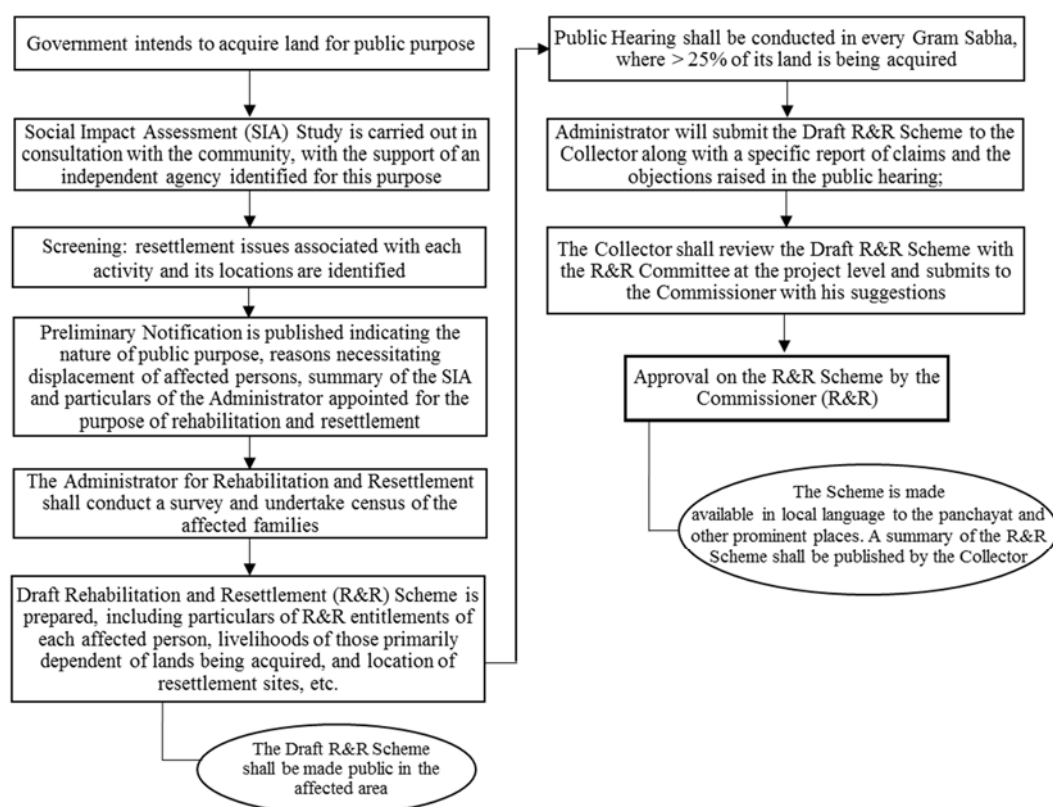 Government intends to acquire land for public purpose
Social Impact Assessment (SIA) Study is carried out in
consultation with the community, with the support of an
independent agency identified for this purpose
Screening: resettlement issues associated with each
activity and its locations are identified
Preliminary Notification is published indicating the
nature of public purpose, reasons necessitating
displacement of affected persons, summary of the SIA
and particulars of the Administrator appointed for the
purpose of rehabilitation and resettlement
The Administrator for Rehabilitation and Resettlement
shall conduct a survey and undertake census of the
affected families
Draft Rehabilitation and Resettlement (R&R) Scheme is
prepared, including particulars of R&R entitlements of
each affected person, livelihoods of those primarily
dependent of lands being acquired, and location of
resettlement sites, etc.
The Draft R&R Scheme
shall be made public in the
affected area
Public Hearing shall be conducted in every Gram Sabha,
where > 25% of its land is being acquired
Administrator will submit the Draft R&R Scheme to the
Collector along with a specific report of claims and the
objections raised in the public hearing;
The Collector shall review the Draft R&R Scheme with
the R&R Committee at the project level and submits to
the Commissioner with his suggestions
Approval on the R&R Scheme by the
Commissioner (R&R)
The Scheme is made
available in local language to the panchayat and
other prominent places. A summary of the R&R
Scheme shall be published by the Collector